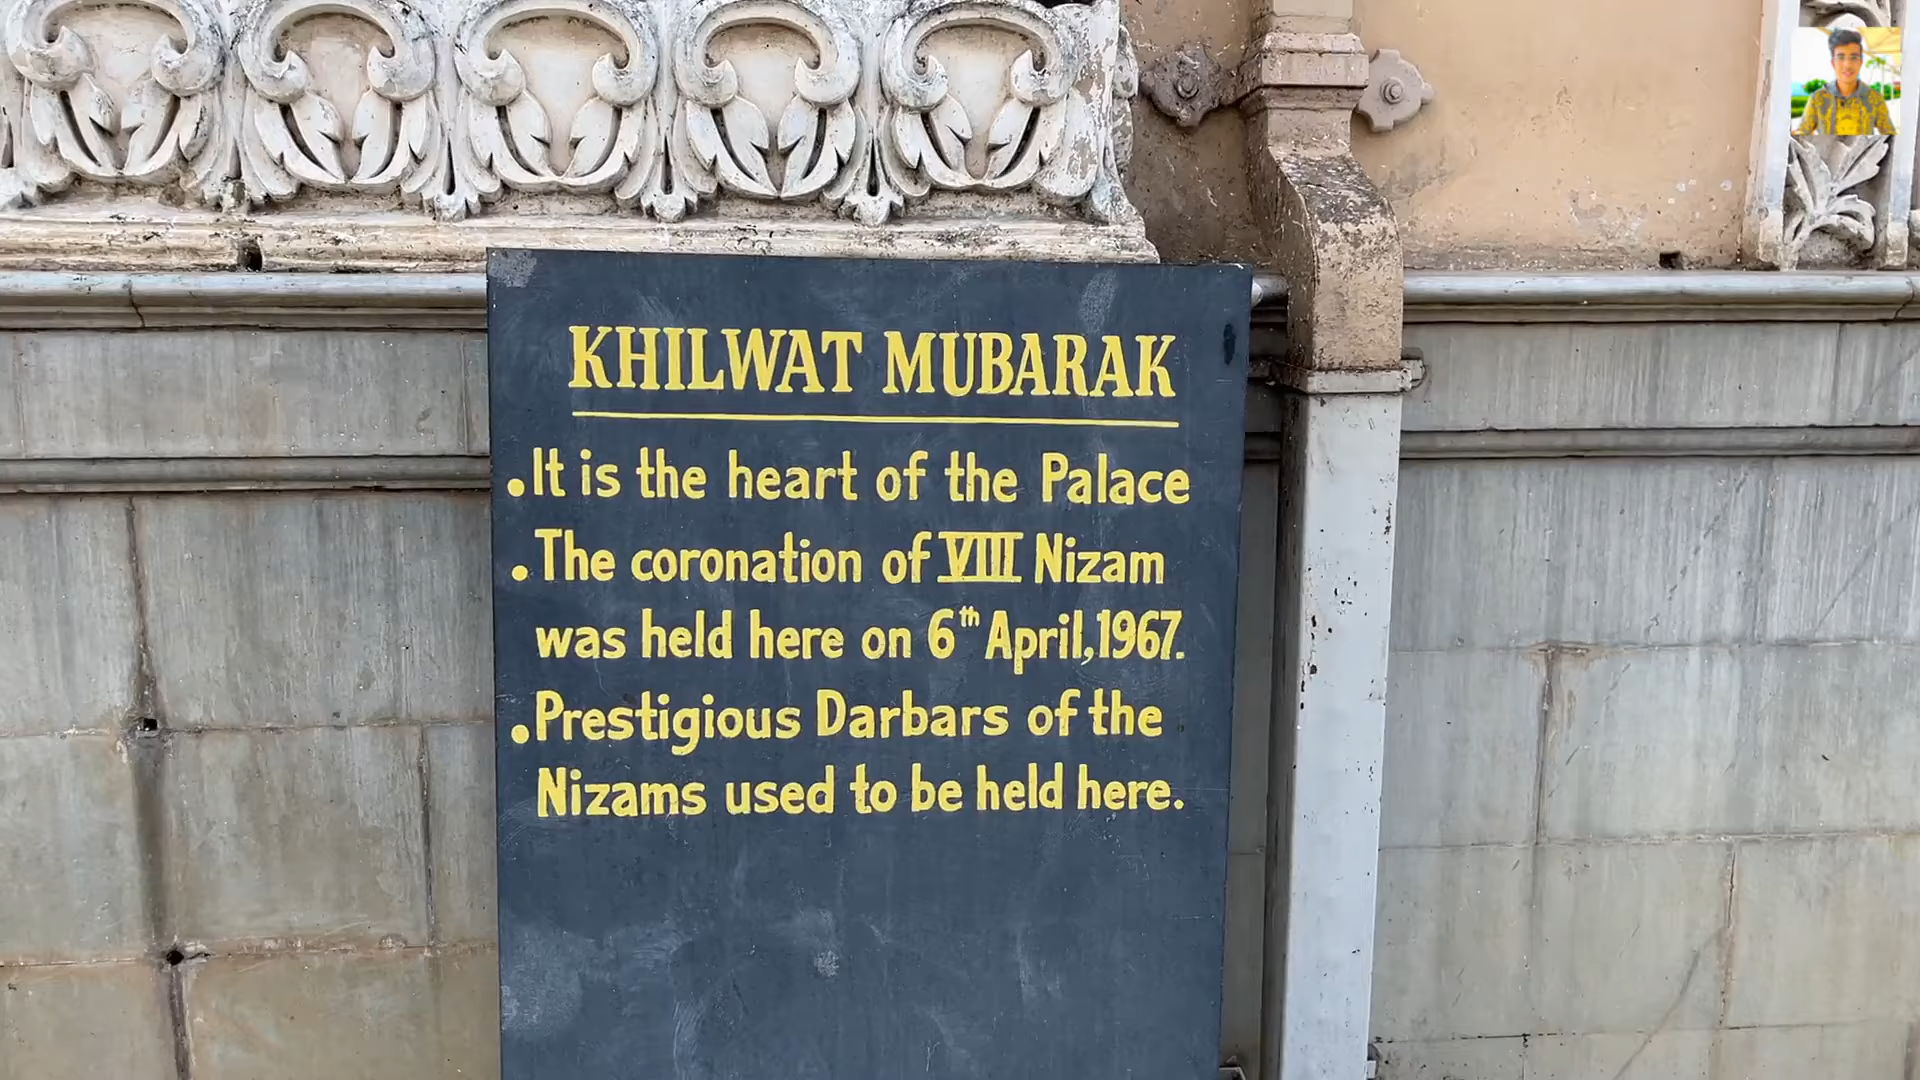 KHILWAT MUBARAK
.It is the heart of the Palace
.The coronation of VIII Nizam
was held here on 6th April,1967.
.Prestigious Darbars of the
Nizams used to be held here.